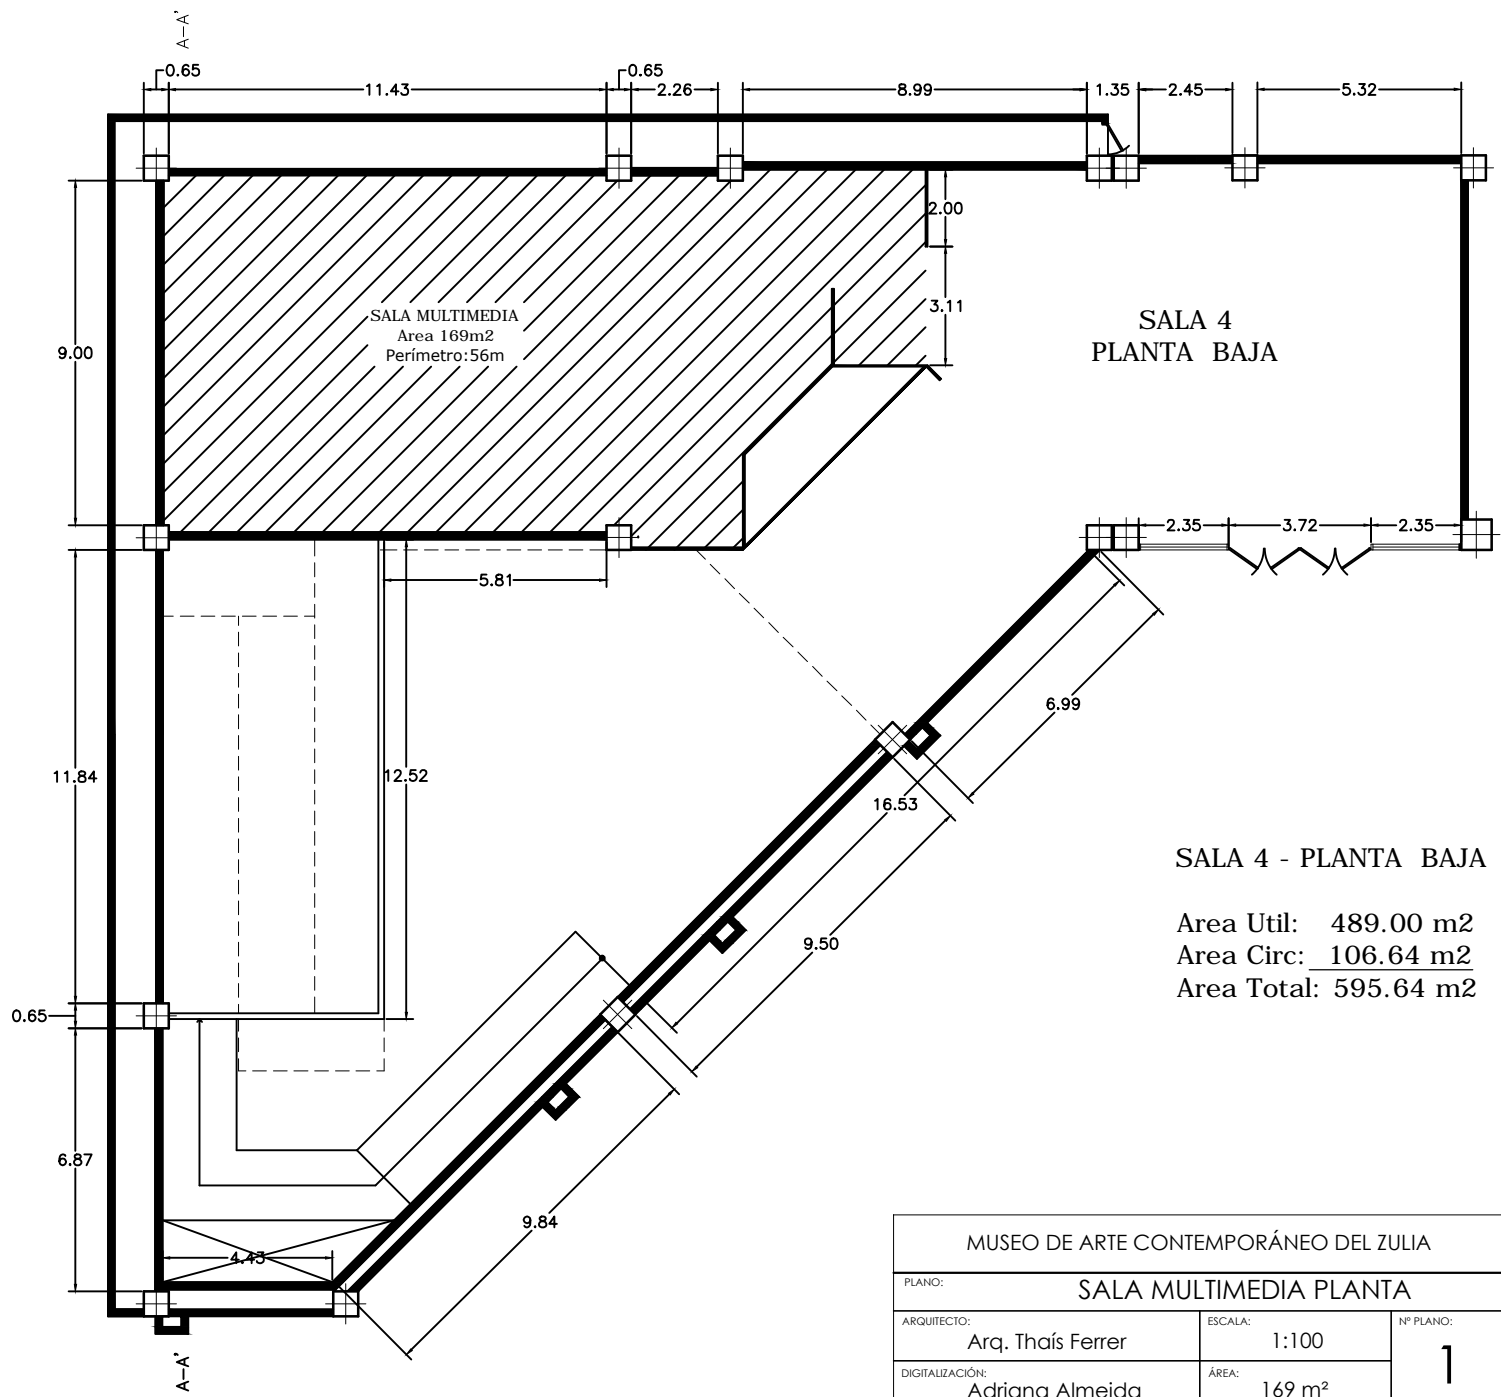 A-A'
0.65
11.43
0.65
2.26
8.99
1.35
2.45
5.32
2.00
3.11
SALA MULTIMEDIA
Area 169m2
Perímetro:56m
SALA 4
PLANTA BAJA
9.00
2.35
3.72
2.35
5.81
6.99
11.84
12.52
16.53
SALA 4 - PLANTA BAJA
Area Util: 489.00 m2
Area Circ: 106.64 m2
Area Total: 595.64 m2
9.50
0.65
6.87
9.84
4.43
A-A'
MUSEO DE ARTE CONTEMPORÁNEO DEL ZULIA
PLANO: SALA MULTIMEDIA PLANTA
ARQUITECTO:
Arq. Thaís Ferrer
ESCALA:
1:100
Nº PLANO:
1
DIGITALIZACIÓN:
Adriana Almeida
ÁREA:
169 m²